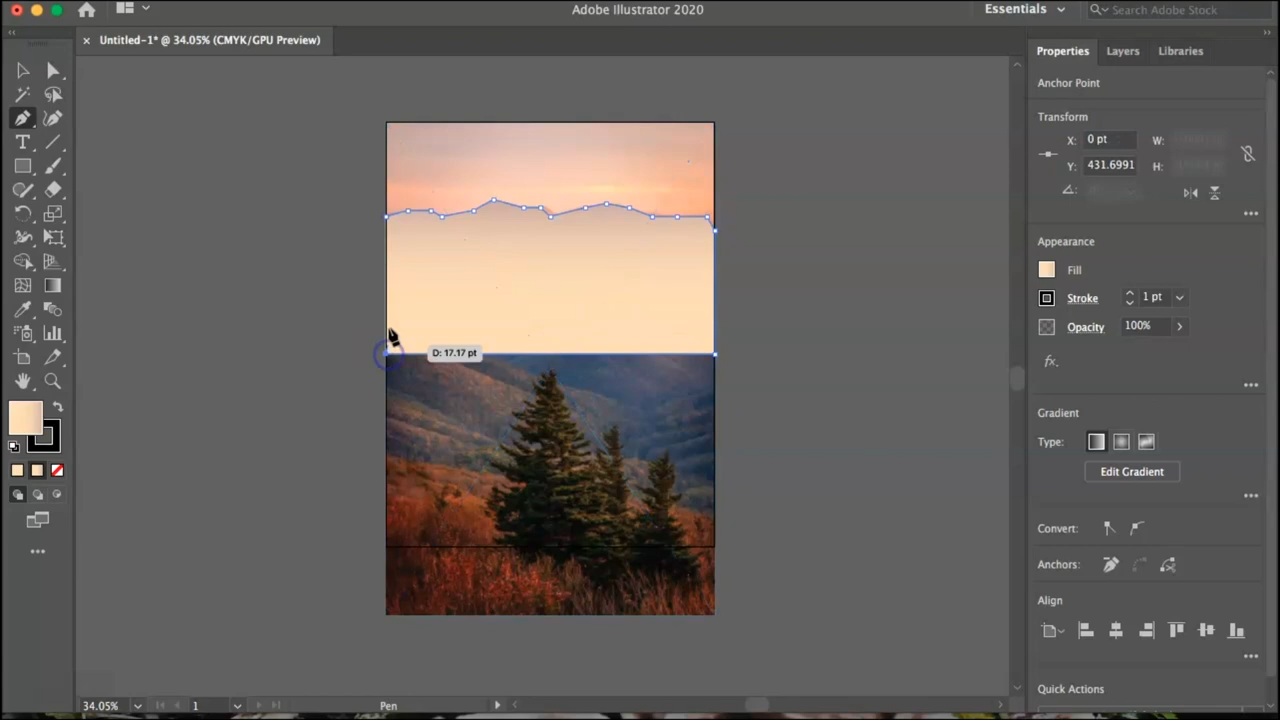 Adobe Illustrator 2020
Essentials
Search Adobe Stock
Untitled-1* @ 34.05% (CMYK/GPU Preview)
Properties
Layers
Libraries
Anchor Point
Transform
X:
0 pt
W:
Y:
431.6991
H:
Appearance
Fill
Stroke
1 pt
Opacity
100%
fx.
Gradient
Type:
Edit Gradient
Convert:
Anchors:
Align
Quick Actions
D: 17.17 pt
34.05%
1
Pen